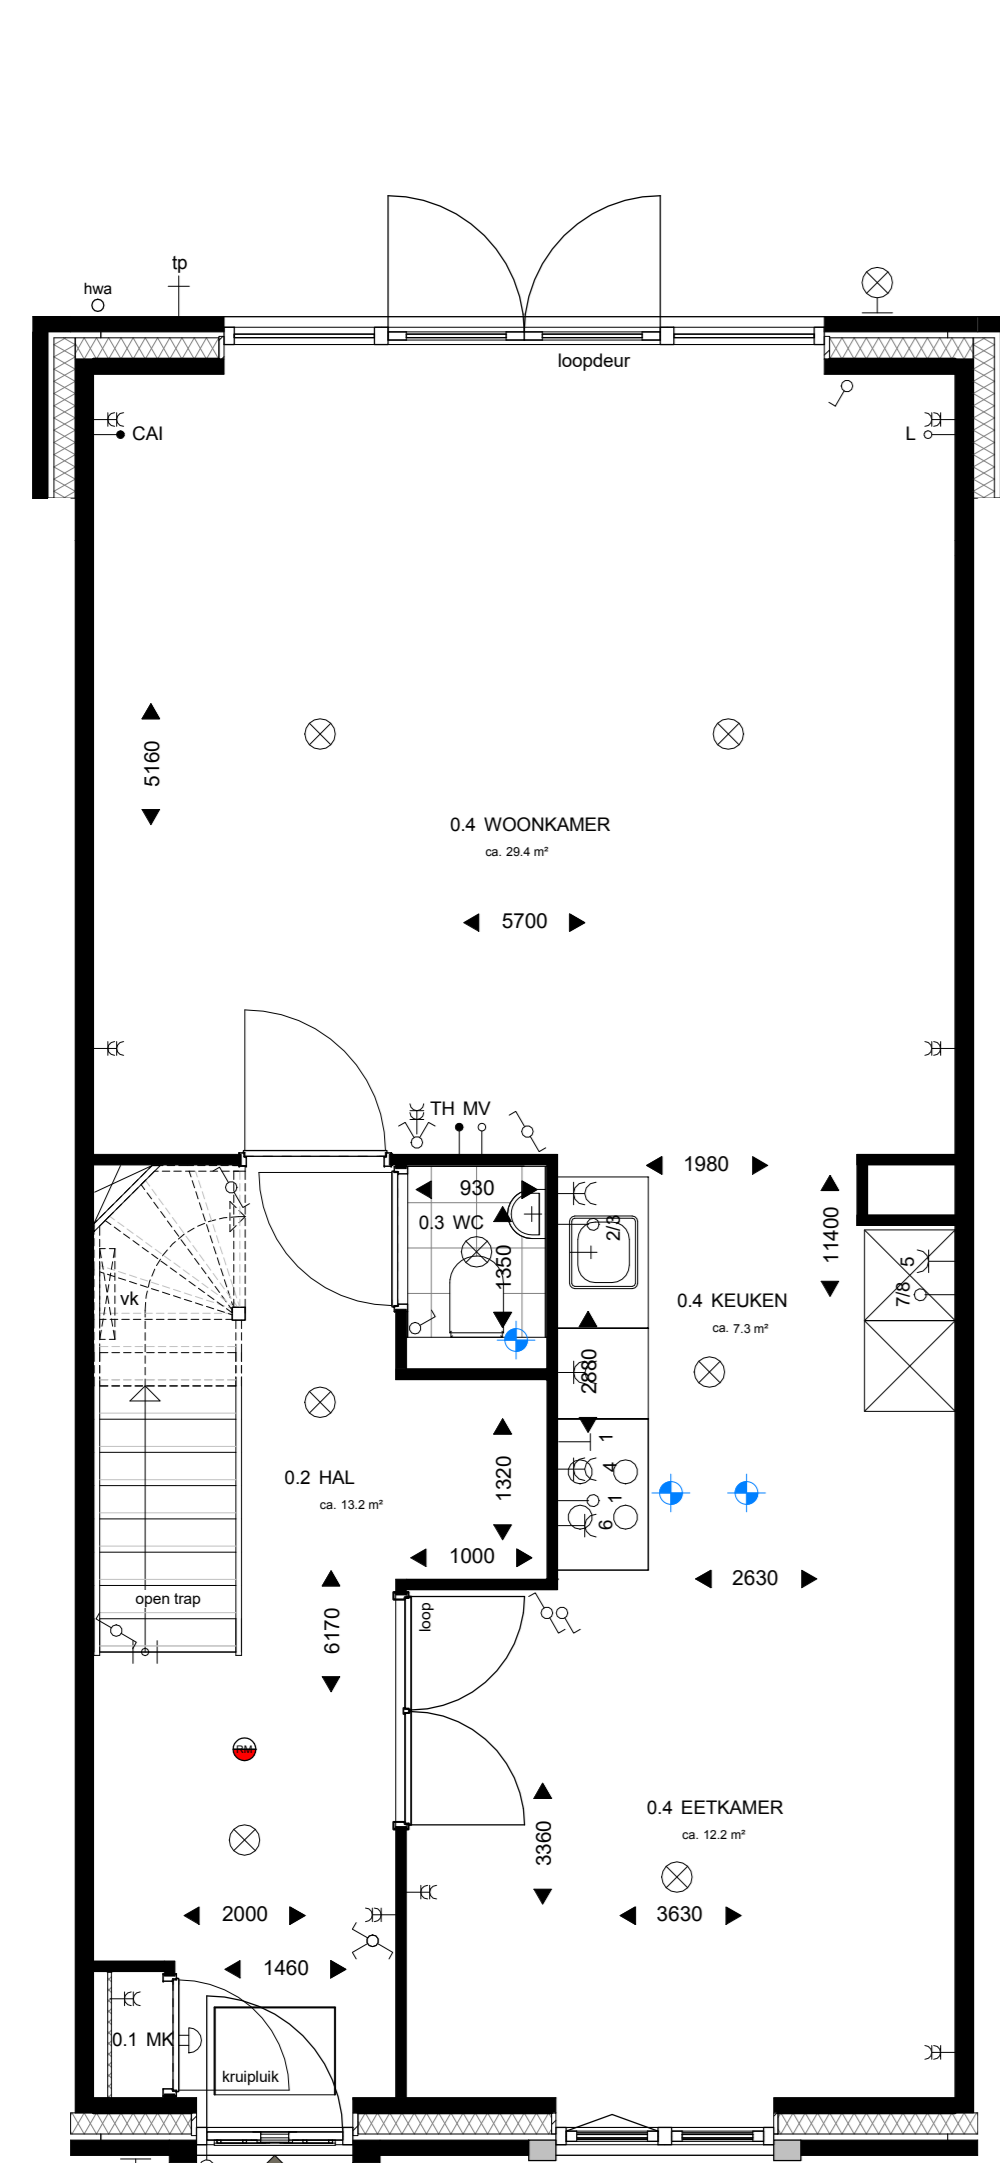 tp
hwa
loopdeur
CAI
L
5160
0.4 WOONKAMER
ca. 29.4 m²
5700
TH MV
1980
930
0.3 WC
1350
2/3
11400
5
7/8
vk
0.4 KEUKEN
ca. 7.3 m²
2880
1
4
1
6
0.2 HAL
ca. 13.2 m²
1320
1000
2630
open trap
loop
6170
RM
0.4 EETKAMER
ca. 12.2 m²
3360
2000
3630
1460
0.1 MK
kruipluik